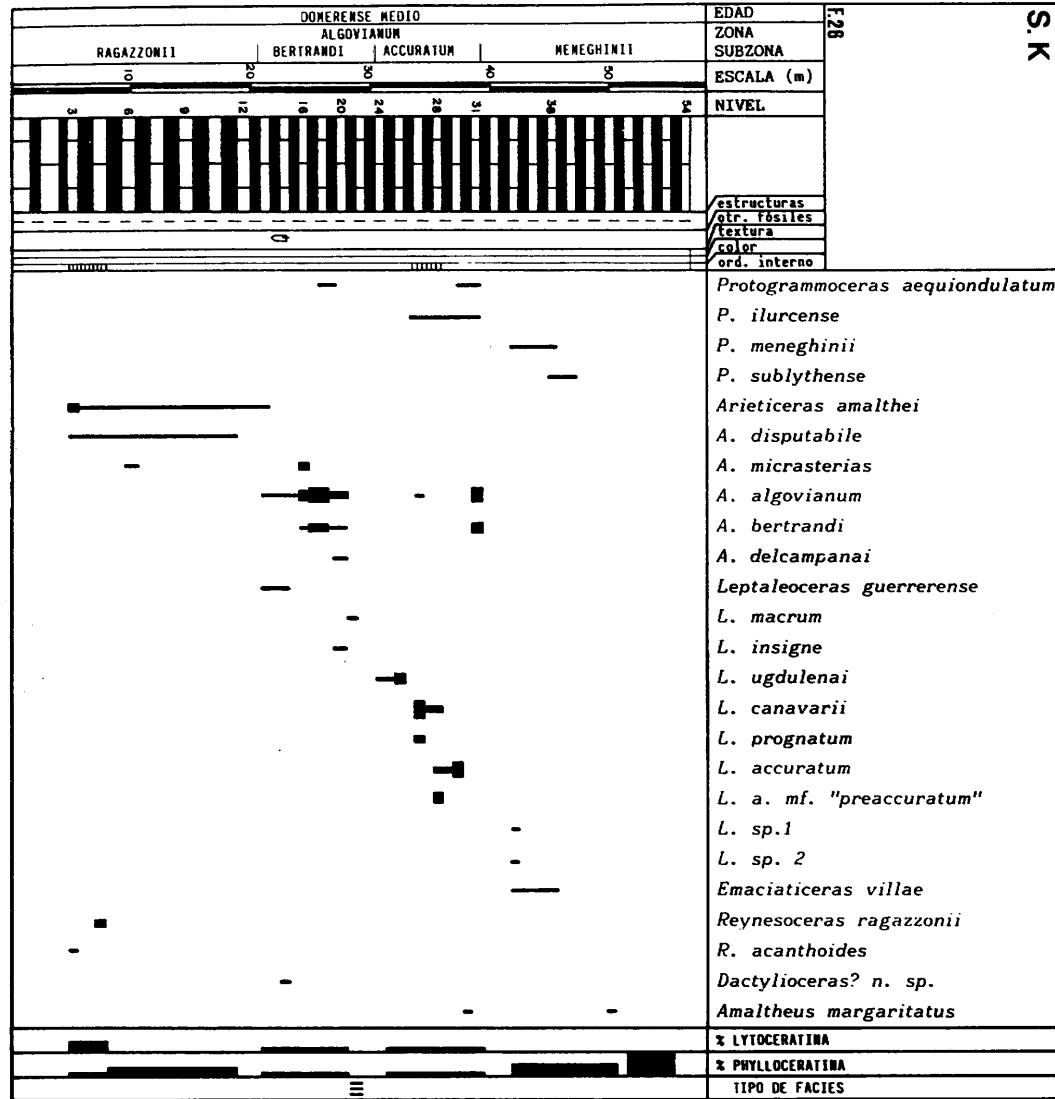 S.K
F.28
DOMERENSE MEDIO
EDAD
ALGOVIANUM
ZONA
RAGAZZONII BERTRANDI ACCURATUM MENEGHINII
SUBZONA
10 20 30 40 50
ESCALA (m)
3 6 9 12 16 20 24 28 31 36 54
NIVEL
estructuras
otr. fósiles
textura
color
ord. interno
Protogrammoceras aequiondulatum
P. ilurcense
P. meneghinii
P. sublythense
Arieticeras amalthei
A. disputabile
A. micrasterias
A. algovianum
A. bertrandi
A. delcampanai
Leptaleoceras guerrerense
L. macrum
L. insigne
L. ugdulenai
L. canavarii
L. prognatum
L. accuratum
L. a. mf. "preaccuratum"
L. sp.1
L. sp. 2
Emaciaticeras villae
Reynesoceras ragazzonii
R. acanthoides
Dactylioceras? n. sp.
Amaltheus margaritatus
% LYTOCERATINA
% PHYLLOCERATINA
TIPO DE FACIES
III